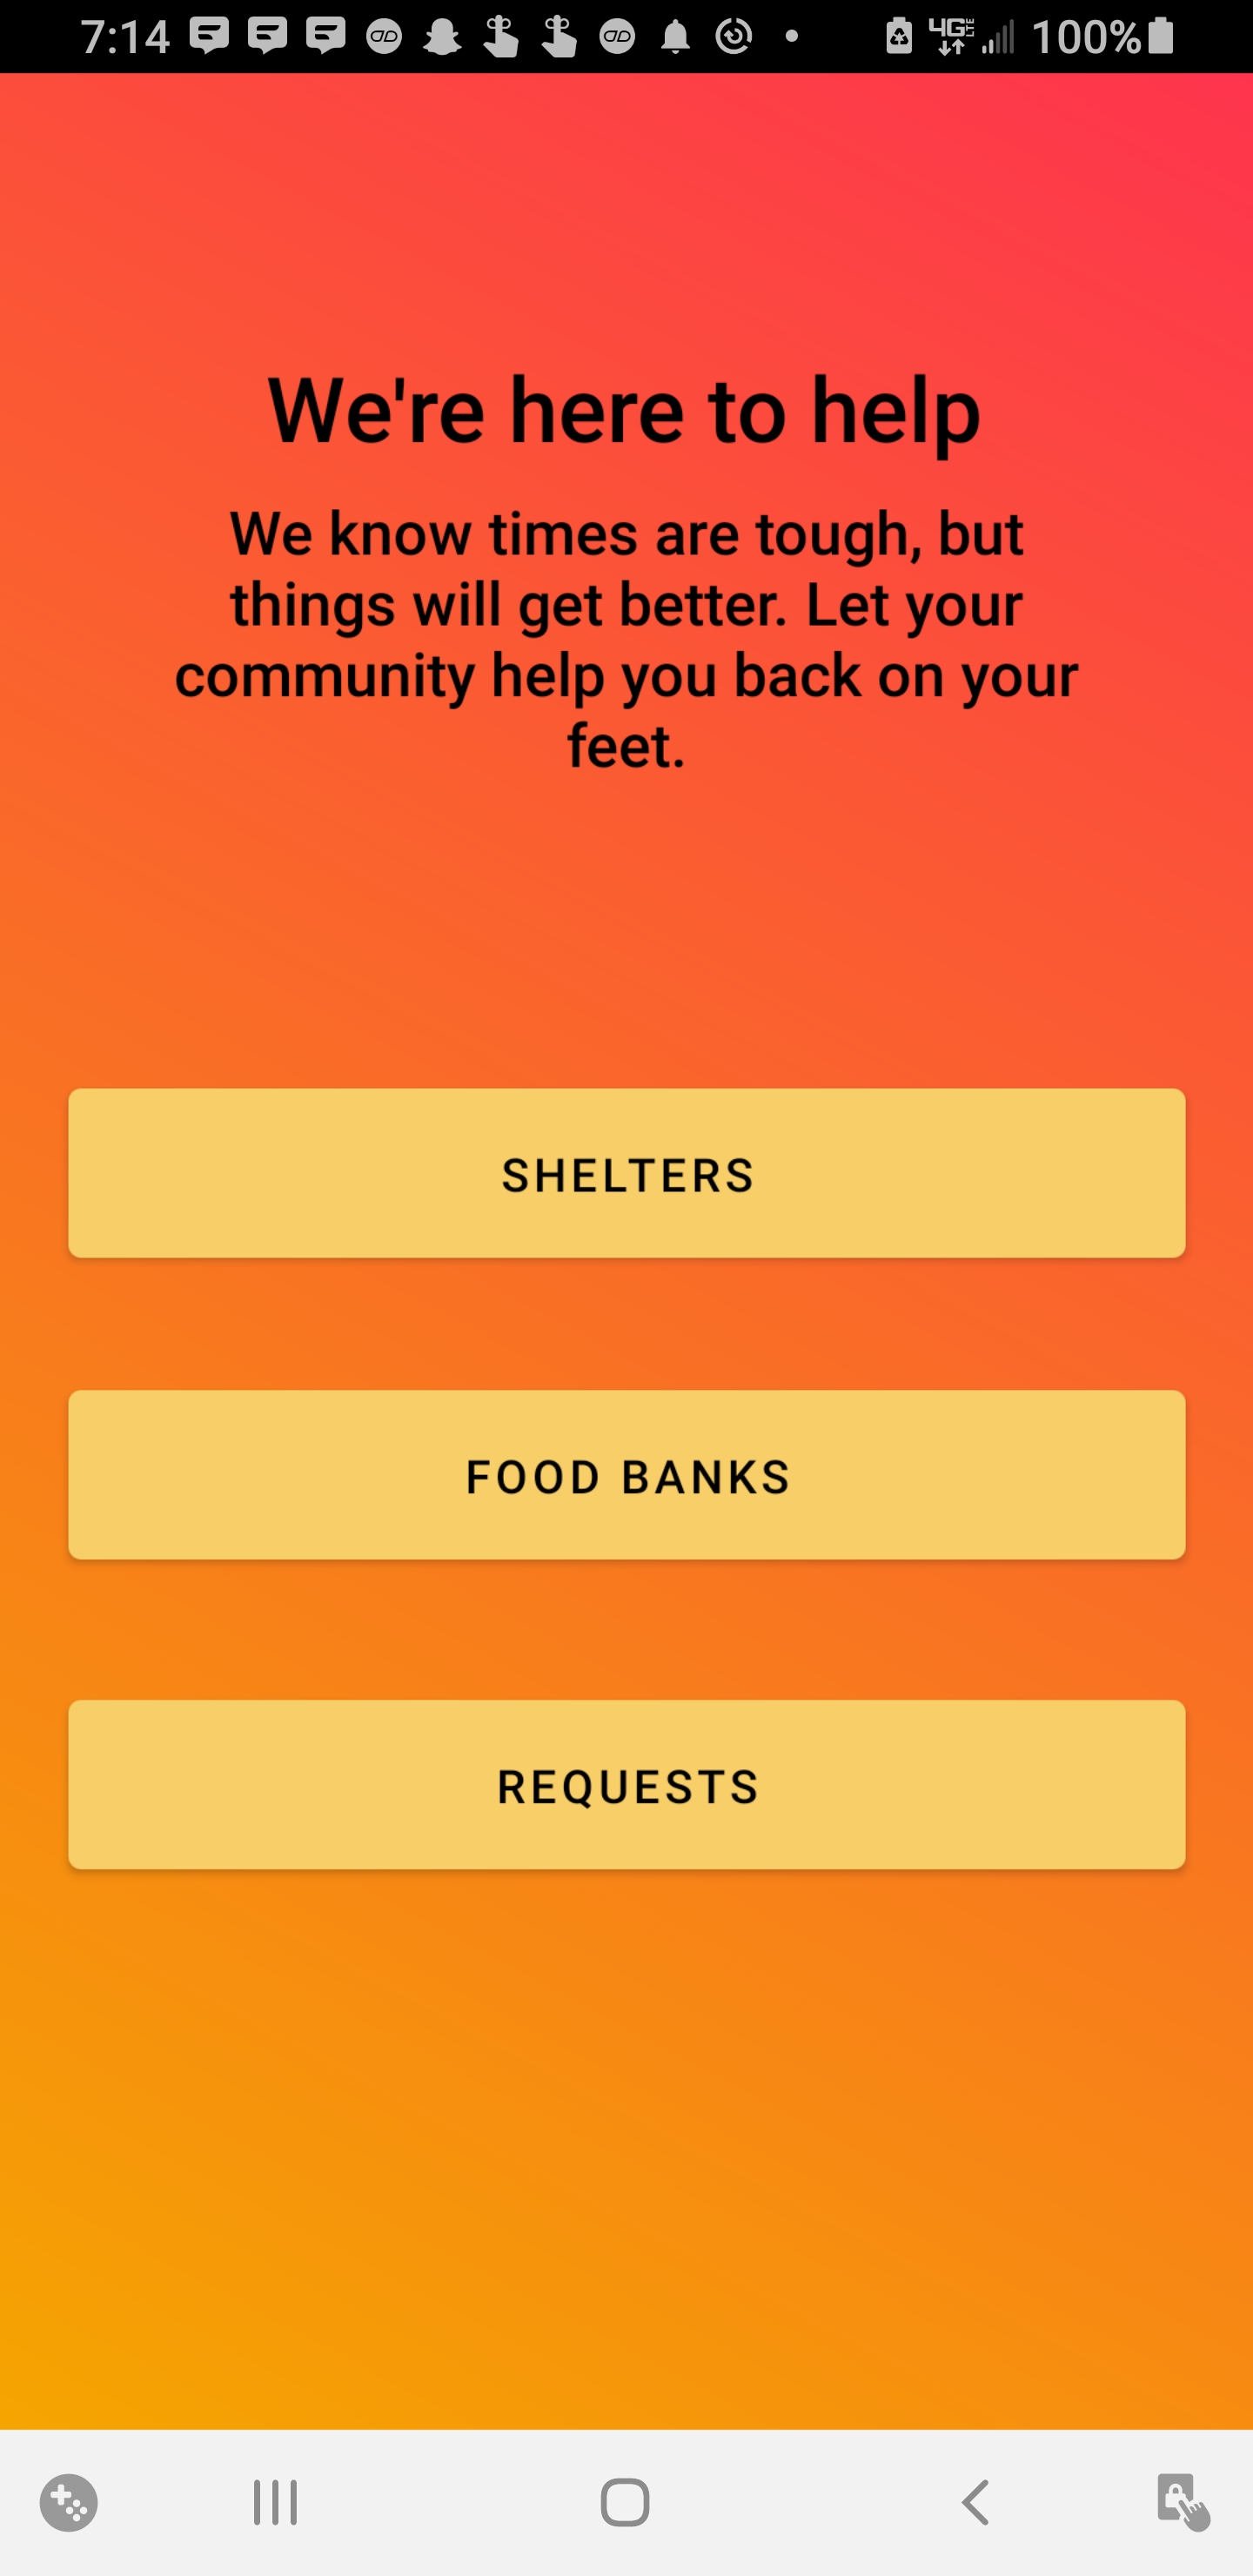 7:14 4G LTE 100%
We're here to help
We know times are tough, but
things will get better. Let your
community help you back on your
feet.
SHELTERS
FOOD BANKS
REQUESTS